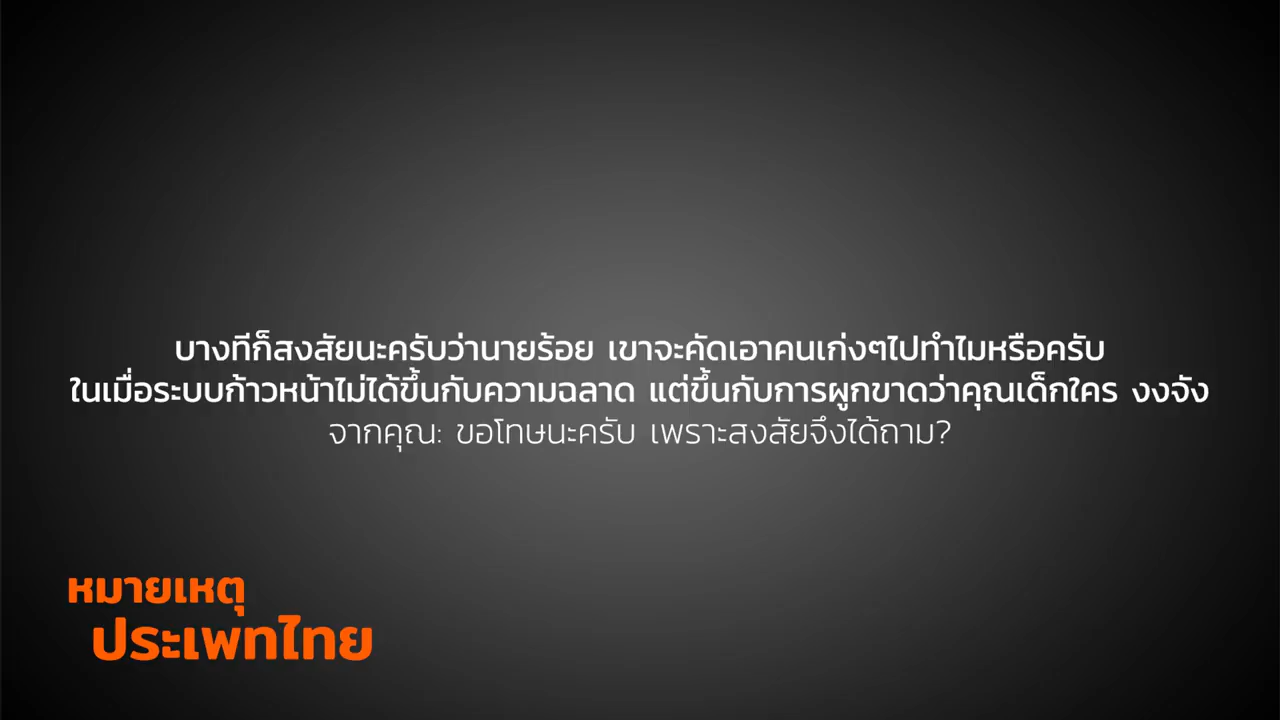 บางทีก็สงสัยนะครับว่านายร้อย เขาจะคัดเอาคนเก่งๆไปทำไมหรือครับ
ในเมื่อระบบก้าวหน้าไม่ได้ขึ้นกับความฉลาด แต่ขึ้นกับการผูกขาดว่าคุณเด็กใคร งงจัง
จากคุณ: ขอโทษนะครับ เพราะสงสัยจึงได้ถาม?
หมายเหตุ
ประเพทไทย